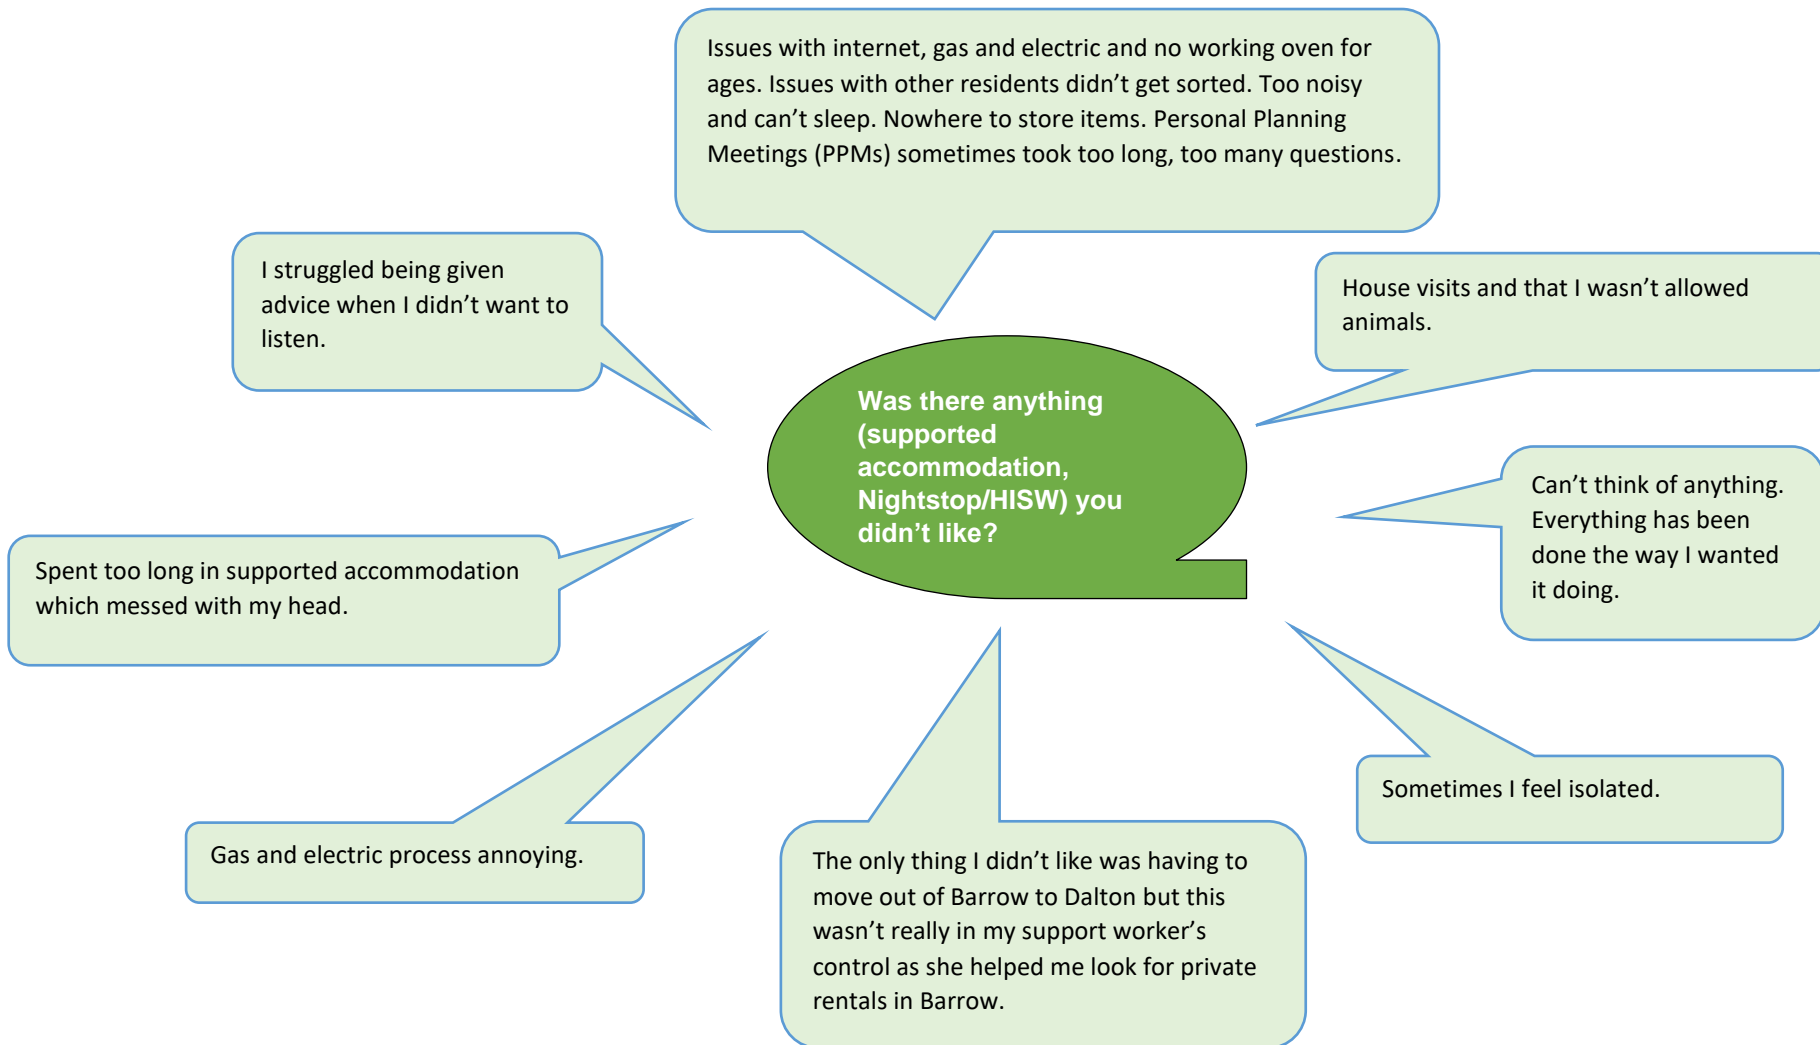 Issues with internet, gas and electric and no working oven for
ages. Issues with other residents didn’t get sorted. Too noisy
and can’t sleep. Nowhere to store items. Personal Planning
Meetings (PPMs) sometimes took too long, too many questions.
I struggled being given
advice when I didn’t want to
listen.
House visits and that I wasn’t allowed
animals.
Was there anything
(supported
accommodation,
Nightstop/HISW) you
didn’t like?
Can’t think of anything.
Everything has been
done the way I wanted
it doing.
Spent too long in supported accommodation
which messed with my head.
Sometimes I feel isolated.
Gas and electric process annoying.
The only thing I didn’t like was having to
move out of Barrow to Dalton but this
wasn’t really in my support worker’s
control as she helped me look for private
rentals in Barrow.